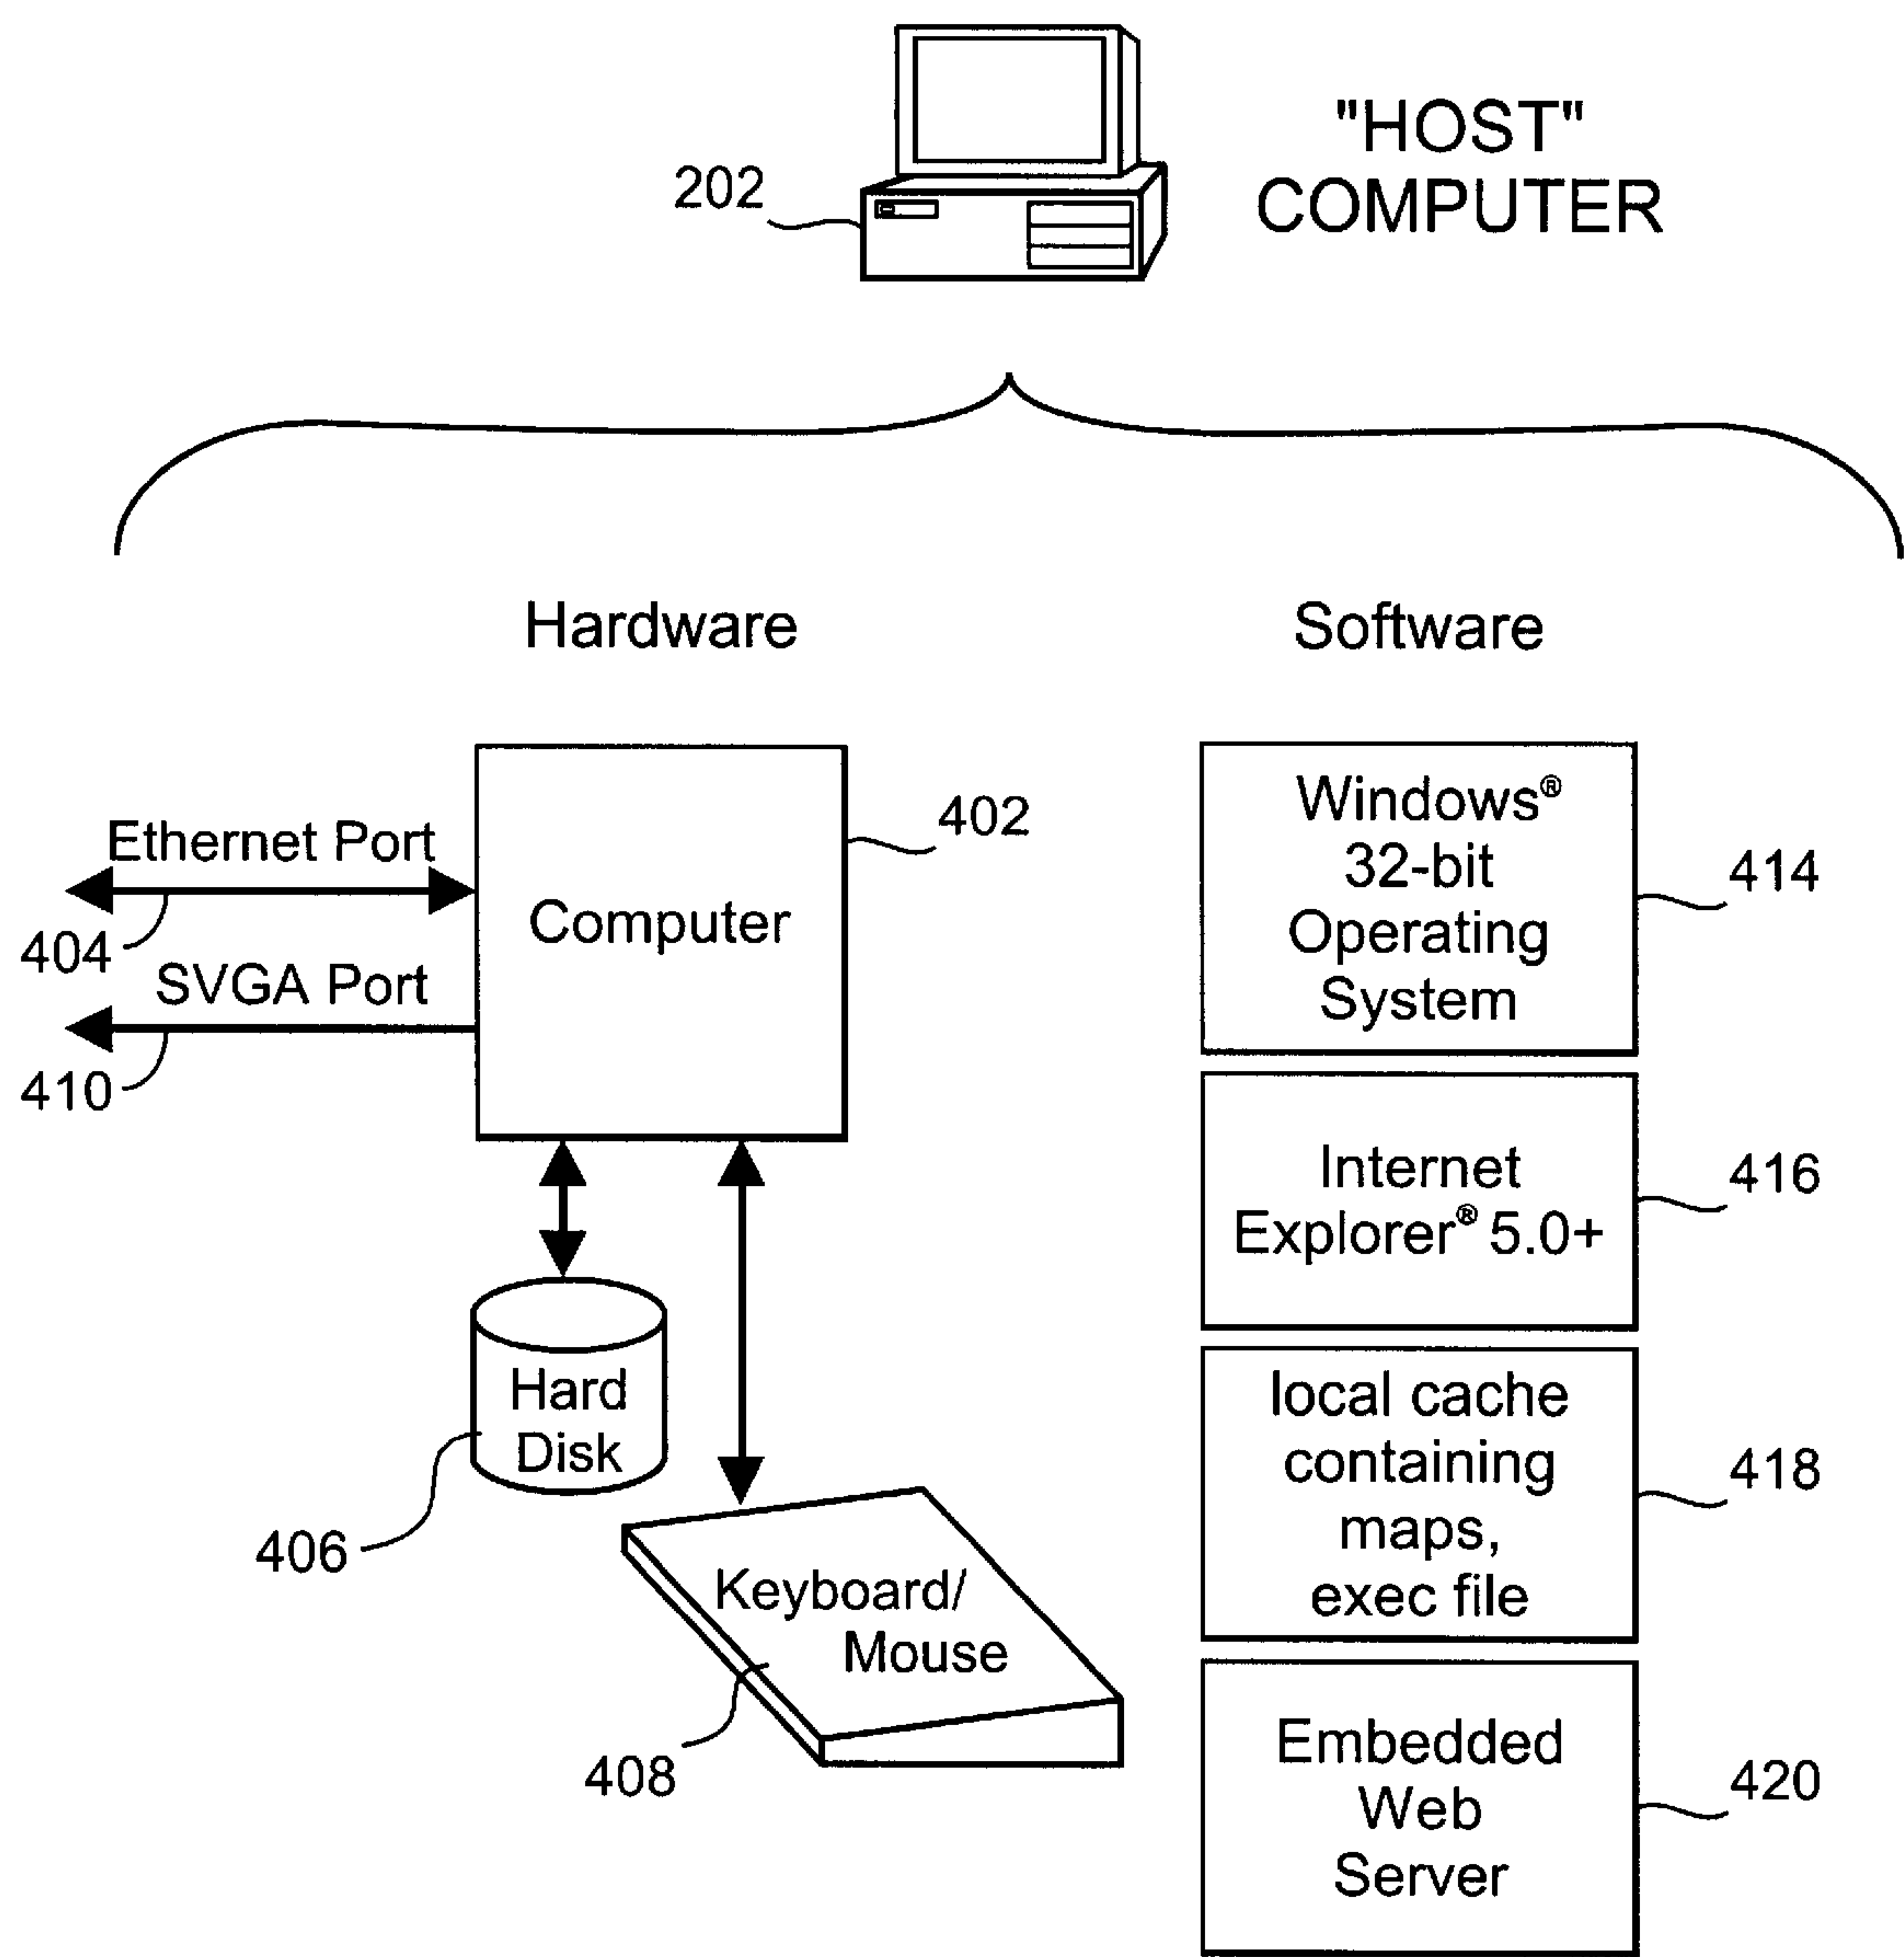 "HOST"
COMPUTER
202
Hardware
Software
Ethernet Port
404
SVGA Port
410
Computer
402
Hard
Disk
406
Keyboard/
Mouse
408
Windows®
32-bit
Operating
System
414
Internet
Explorer® 5.0+
416
local cache
containing
maps,
exec file
418
Embedded
Web
Server
420